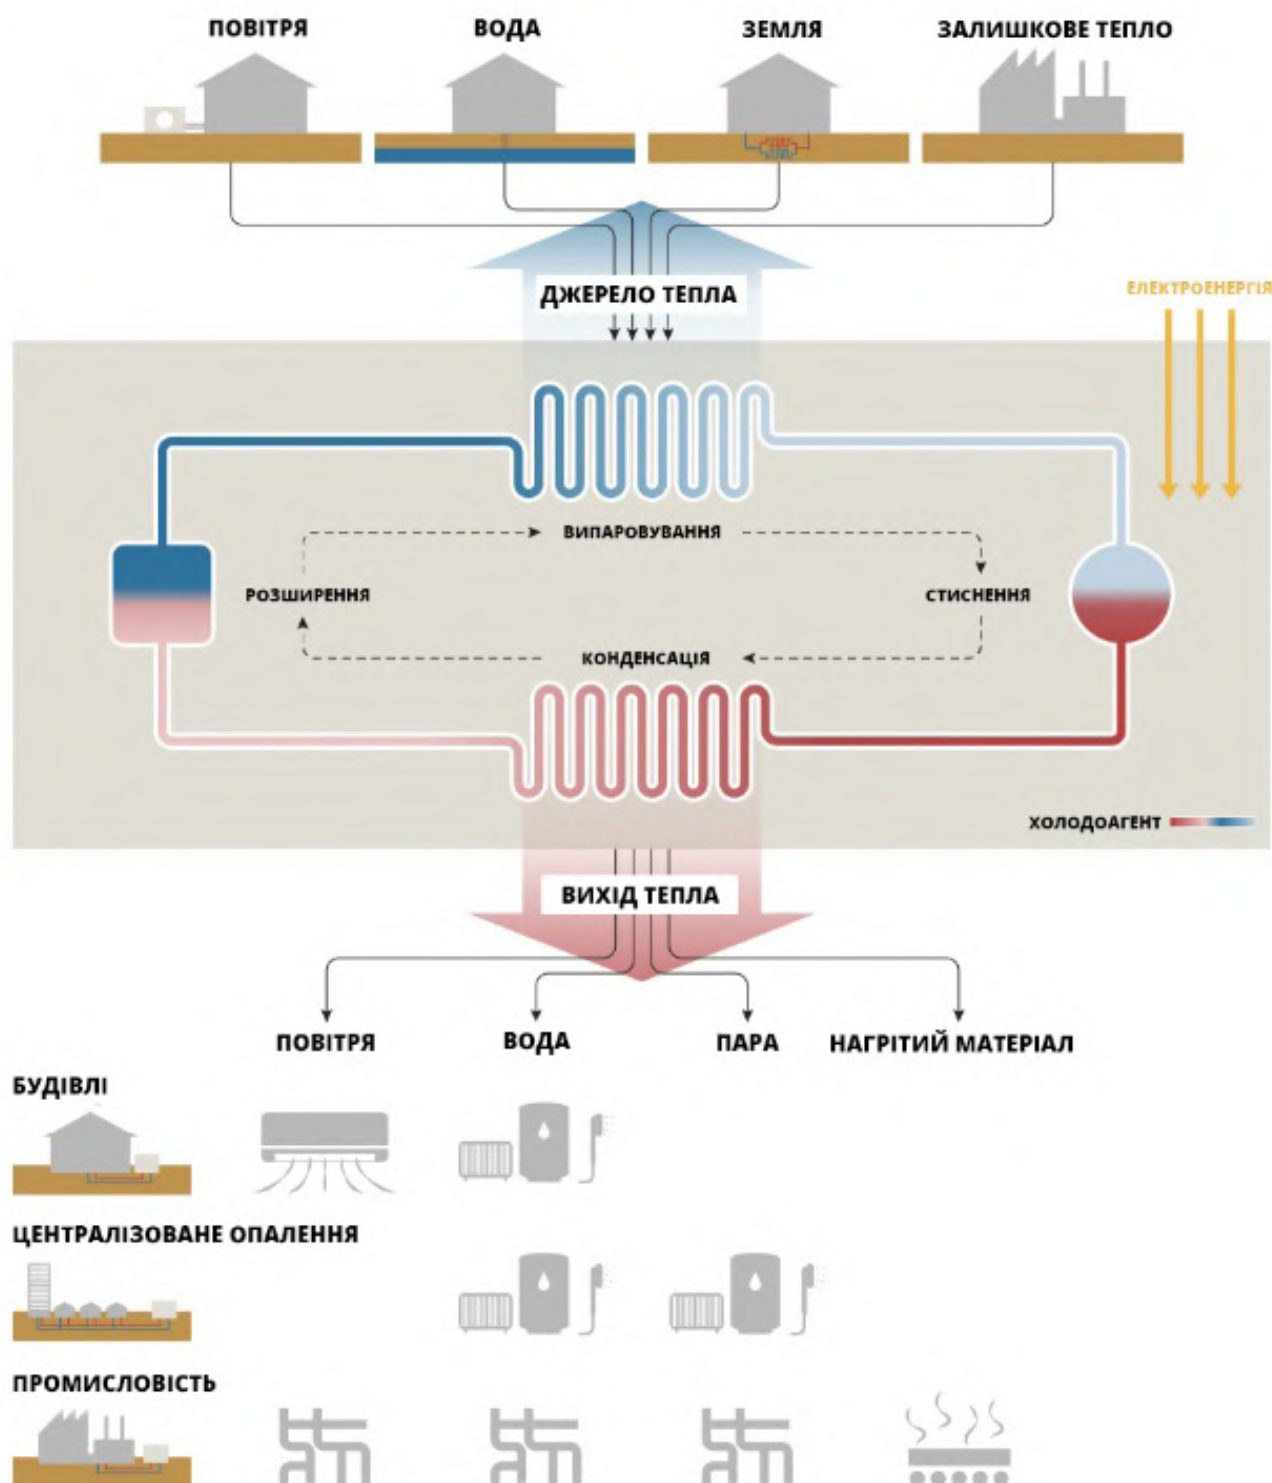 ПОВІТРЯ
ВОДА
ЗЕМЛЯ
ЗАЛИШКОВЕ ТЕПЛО
ДЖЕРЕЛО ТЕПЛА
ЕЛЕКТРОЕНЕРГІЯ
ВИПАРОВУВАННЯ
РОЗШИРЕННЯ
СТИСНЕННЯ
КОНДЕНСАЦІЯ
ХОЛОДОАГЕНТ
ВИХІД ТЕПЛА
ПОВІТРЯ
ВОДА
ПАРА
НАГРІТИЙ МАТЕРІАЛ
БУДІВЛІ
ЦЕНТРАЛІЗОВАНЕ ОПАЛЕННЯ
ПРОМИСЛОВІСТЬ